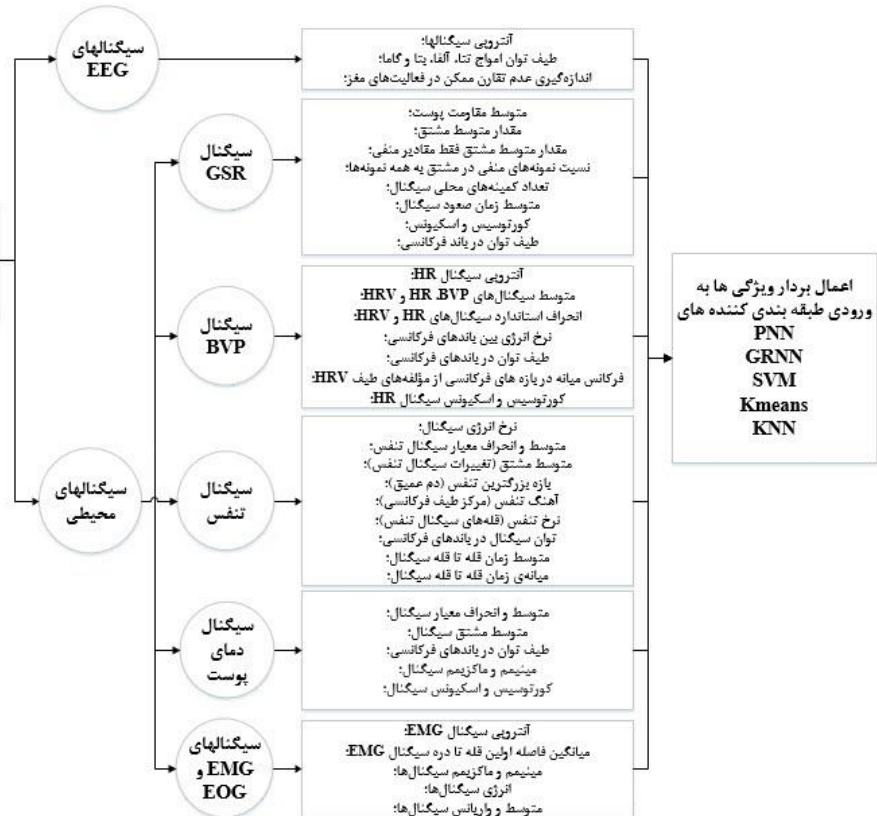 سیگنالهای
EEG
آنتروپی سیگنالها؛
طیف توان امواج تتا، آلفا، بتا و گاما؛
اندازه‌گیری عدم تقارن ممکن در فعالیت‌های مغز؛
سیگنال
GSR
متوسط مقاومت پوست؛
مقدار متوسط مشتق؛
مقدار متوسط مشتق فقط مقادیر منفی؛
نسبت نمونه‌های منفی در مشتق به همه نمونه‌ها؛
تعداد کمینه‌های محلی سیگنال؛
متوسط زمان صعود سیگنال؛
کورتوسیس و اسکیونس؛
طیف توان در باند فرکانسی؛
سیگنال
BVP
آنتروپی سیگنال HR؛
متوسط سیگنال‌های HR ،BVP و HRV؛
انحراف استاندارد سیگنال‌های HR و HRV؛
نرخ انرژی بین باندهای فرکانسی؛
طیف توان در باندهای فرکانسی؛
فرکانس میانه در بازه های فرکانسی از مؤلفه‌های طیف HRV؛
کورتوسیس و اسکیونس سیگنال HR؛
سیگنالهای
محیطی
سیگنال
تنفس
نرخ انرژی سیگنال؛
متوسط و انحراف معیار سیگنال تنفس؛
متوسط مشتق (تغییرات سیگنال تنفس)؛
بازه بزرگترین تنفس (دم عمیق)؛
آهنگ تنفس (مرکز طیف فرکانسی)؛
نرخ تنفس (قله‌های سیگنال تنفس)؛
توان سیگنال در باندهای فرکانسی؛
متوسط زمان قله تا قله سیگنال؛
میانه‌ی زمان قله تا قله سیگنال؛
سیگنال
دمای
پوست
متوسط و انحراف معیار سیگنال؛
متوسط مشتق سیگنال؛
طیف توان در باندهای فرکانسی؛
مینیمم و ماکزیمم سیگنال؛
کورتوسیس و اسکیونس سیگنال؛
سیگنالهای
EMG و
EOG
آنتروپی سیگنال EMG؛
میانگین فاصله اولین قله تا دره سیگنال EMG؛
مینیمم و ماکزیمم سیگنال‌ها؛
انرژی سیگنال‌ها؛
متوسط و واریانس سیگنال‌ها؛
اعمال بردار ویژگی ها به
ورودی طبقه بندی کننده های
PNN
GRNN
SVM
Kmeans
KNN